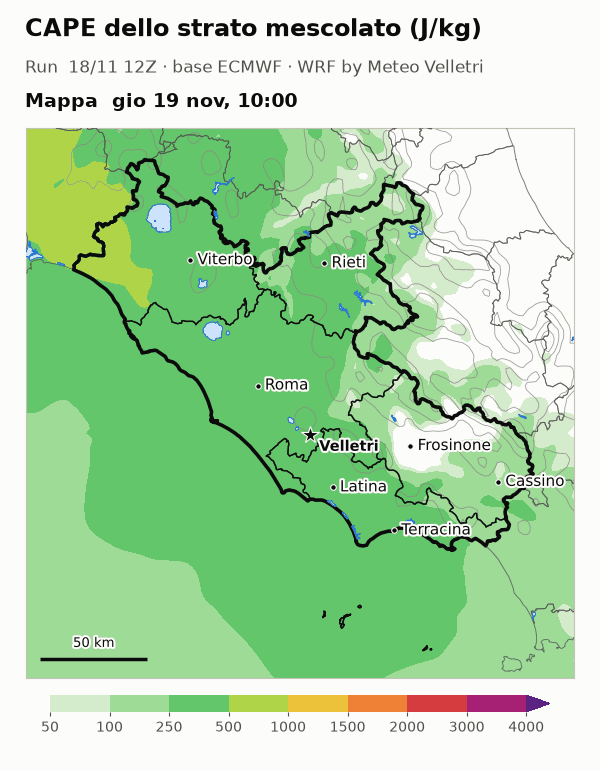 CAPE dello strato mescolato (J/kg)
Run  18/11 12Z · base ECMWF · WRF by Meteo Velletri
Mappa  gio 19 nov, 10:00
Viterbo
Rieti
Roma
Velletri
Frosinone
Latina
Cassino
Terracina
50 km
50 100 250 500 1000 1500 2000 3000 4000